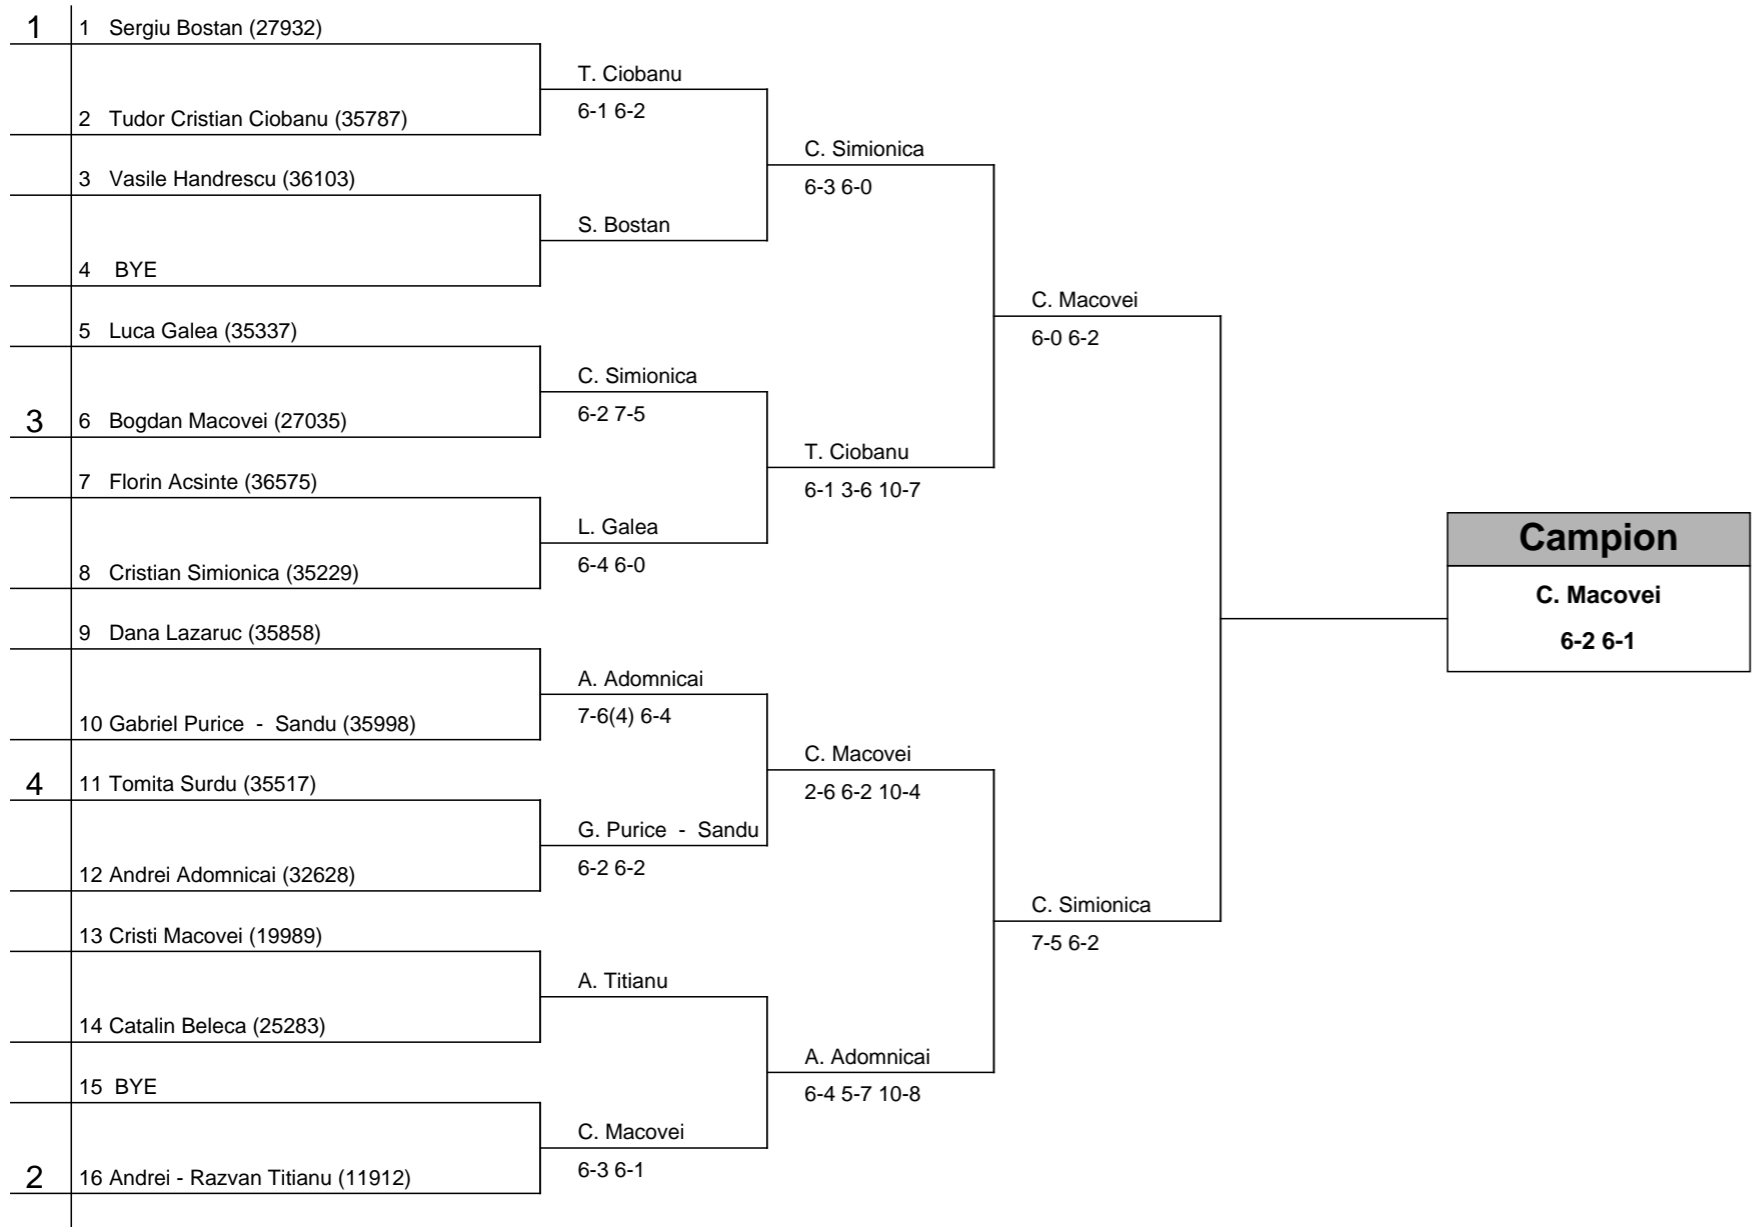 1 1 Sergiu Bostan (27932)
T. Ciobanu
6-1 6-2
2 Tudor Cristian Ciobanu (35787)
C. Simionica
6-3 6-0
3 Vasile Handrescu (36103)
S. Bostan
4 BYE
C. Macovei
6-0 6-2
5 Luca Galea (35337)
C. Simionica
6-2 7-5
3 6 Bogdan Macovei (27035)
T. Ciobanu
6-1 3-6 10-7
7 Florin Acsinte (36575)
L. Galea
6-4 6-0
8 Cristian Simionica (35229)
Campion
C. Macovei
6-2 6-1
9 Dana Lazaruc (35858)
A. Adomnicai
7-6(4) 6-4
10 Gabriel Purice - Sandu (35998)
C. Macovei
2-6 6-2 10-4
4 11 Tomita Surdu (35517)
G. Purice - Sandu
6-2 6-2
12 Andrei Adomnicai (32628)
C. Simionica
7-5 6-2
13 Cristi Macovei (19989)
A. Titianu
14 Catalin Beleca (25283)
A. Adomnicai
6-4 5-7 10-8
15 BYE
C. Macovei
6-3 6-1
2 16 Andrei - Razvan Titianu (11912)